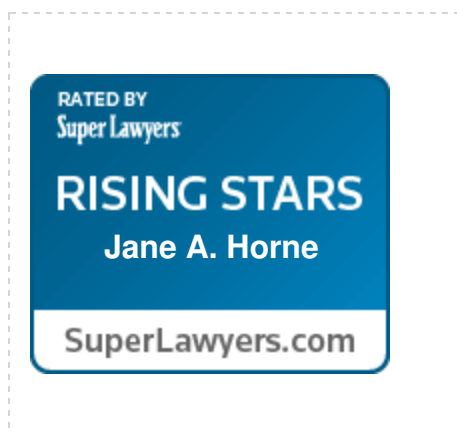 RATED BY
Super Lawyers
RISING STARS
Jane A. Horne
SuperLawyers.com